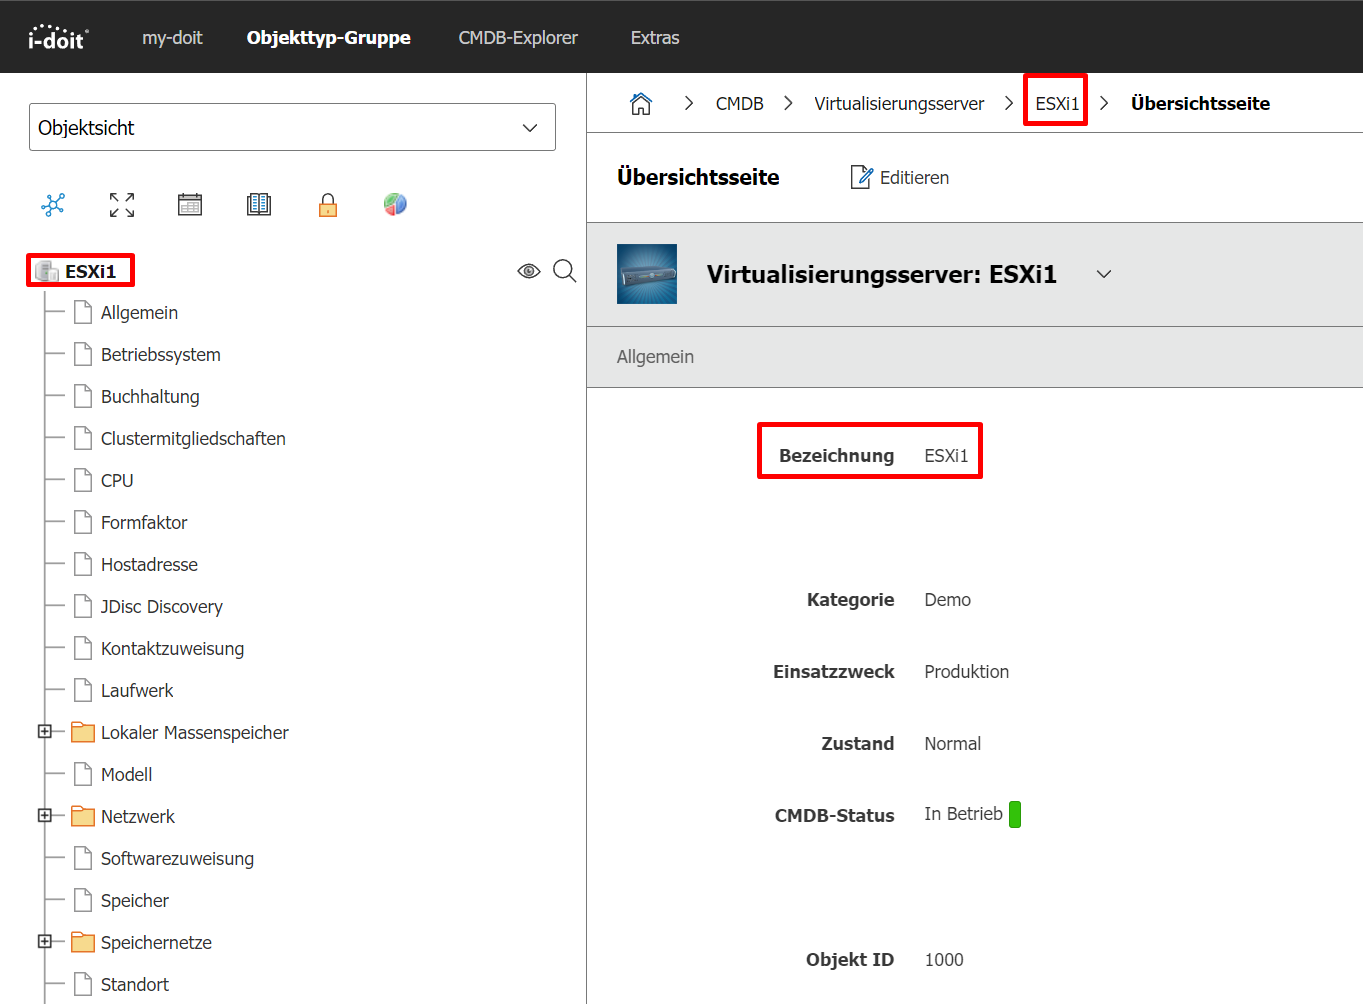 i-doit® my-doit Objekttyp-Gruppe CMDB-Explorer Extras
Objektsicht
CMDB Virtualisierungsserver ESXi1 Übersichtsseite
Übersichtsseite Editieren
Virtualisierungsserver: ESXi1
Allgemein
ESXi1
Allgemein
Betriebssystem
Buchhaltung
Clustermitgliedschaften
CPU
Formfaktor
Hostadresse
JDisc Discovery
Kontaktzuweisung
Laufwerk
Lokaler Massenspeicher
Modell
Netzwerk
Softwarezuweisung
Speicher
Speichernetze
Standort
Bezeichnung ESXi1
Kategorie Demo
Einsatzzweck Produktion
Zustand Normal
CMDB-Status In Betrieb
Objekt ID 1000